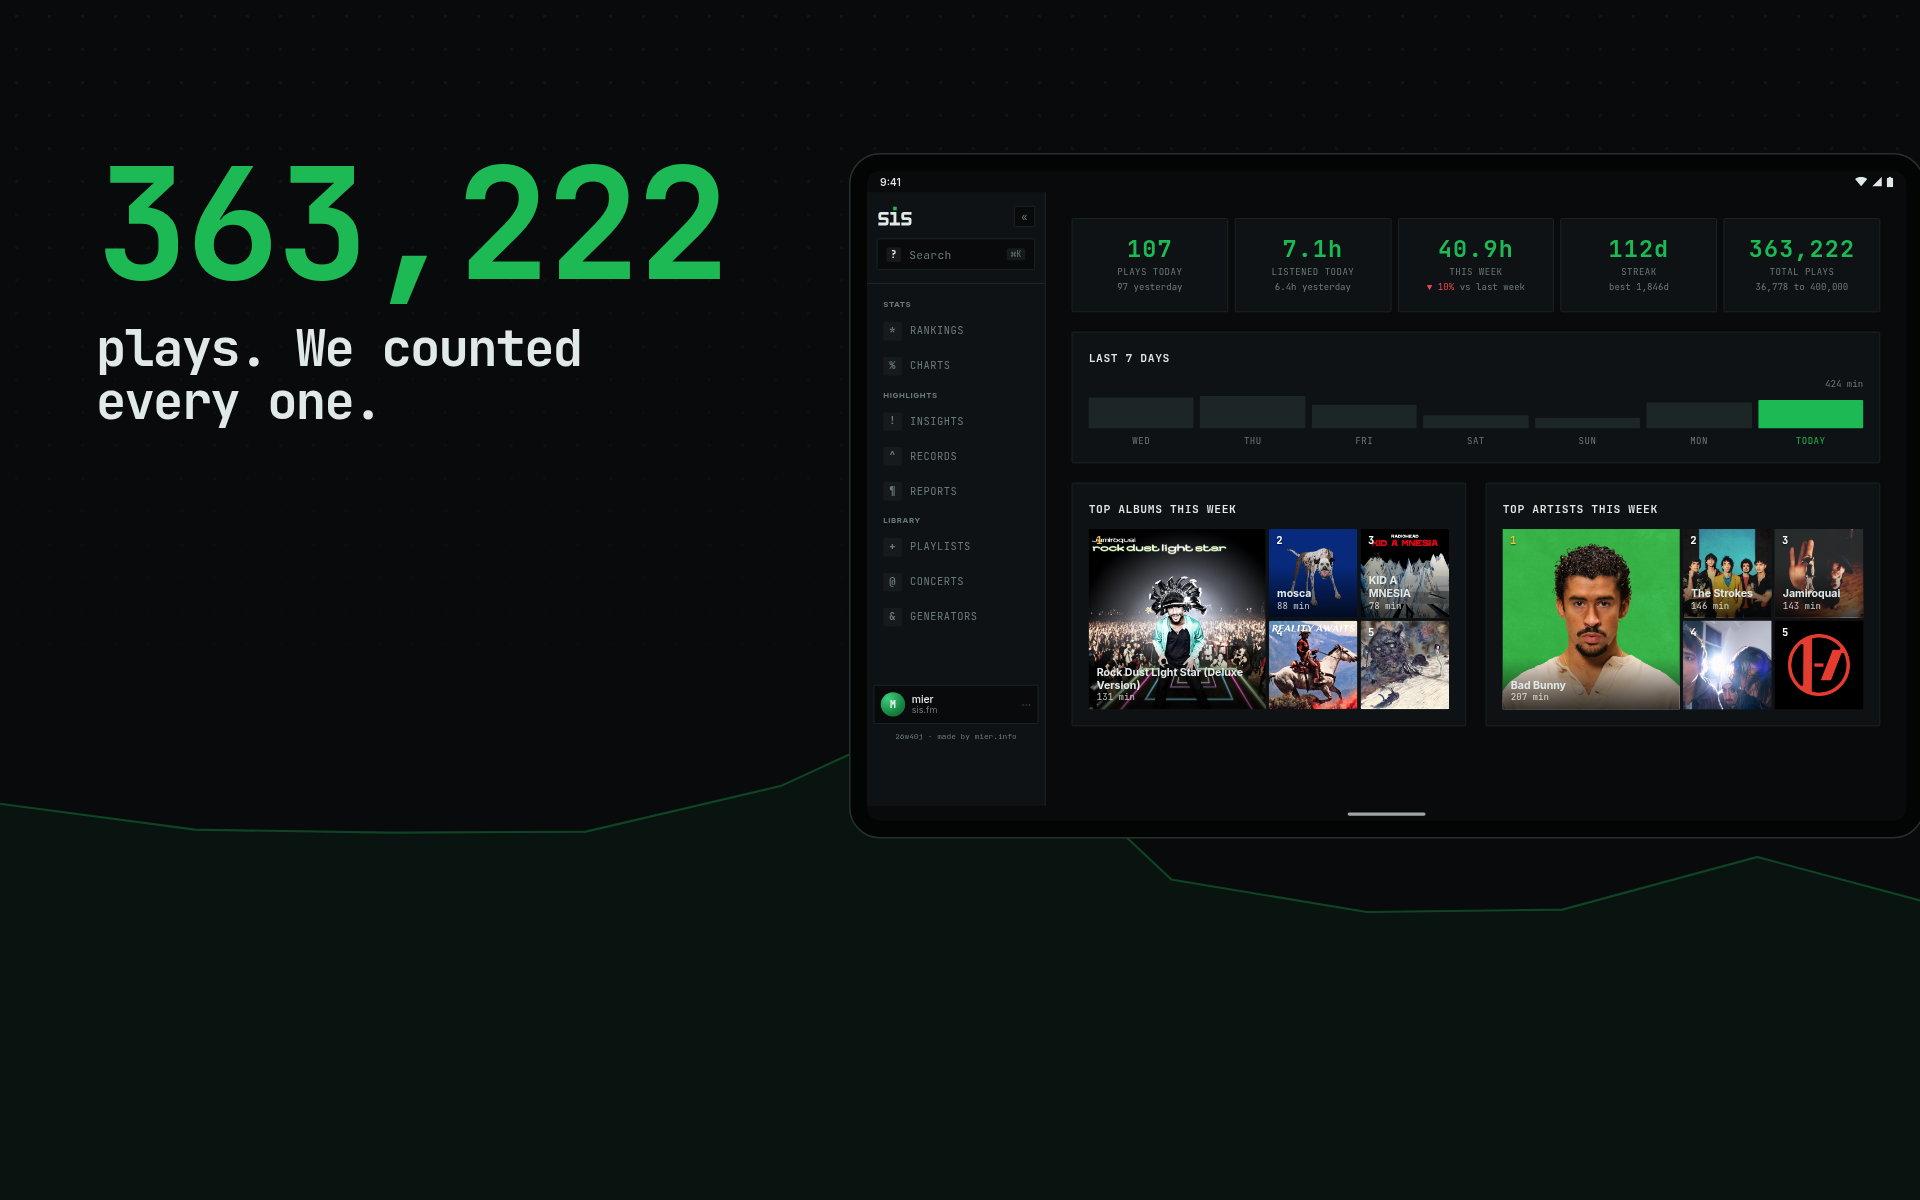 363,222
plays. We counted
every one.
9:41
sis
«
? Search ⌘K
STATS
* RANKINGS
% CHARTS
HIGHLIGHTS
! INSIGHTS
^ RECORDS
¶ REPORTS
LIBRARY
+ PLAYLISTS
@ CONCERTS
& GENERATORS
M mier ...
sis.fm
26w40j · made by mier.info
107
PLAYS TODAY
97 yesterday
7.1h
LISTENED TODAY
6.4h yesterday
40.9h
THIS WEEK
▼ 10% vs last week
112d
STREAK
best 1,846d
363,222
TOTAL PLAYS
36,778 to 400,000
LAST 7 DAYS
424 min
WED THU FRI SAT SUN MON TODAY
TOP ALBUMS THIS WEEK
1
Jamiroquai
rock dust light star
Rock Dust Light Star (Deluxe
Version)
131 min
2
mosca
88 min
3
RADIOHEAD
KID A MNESIA
KID A
MNESIA
78 min
4
REALITY AWAITS
5
TOP ARTISTS THIS WEEK
1
Bad Bunny
207 min
2
The Strokes
146 min
3
Jamiroquai
143 min
4
5